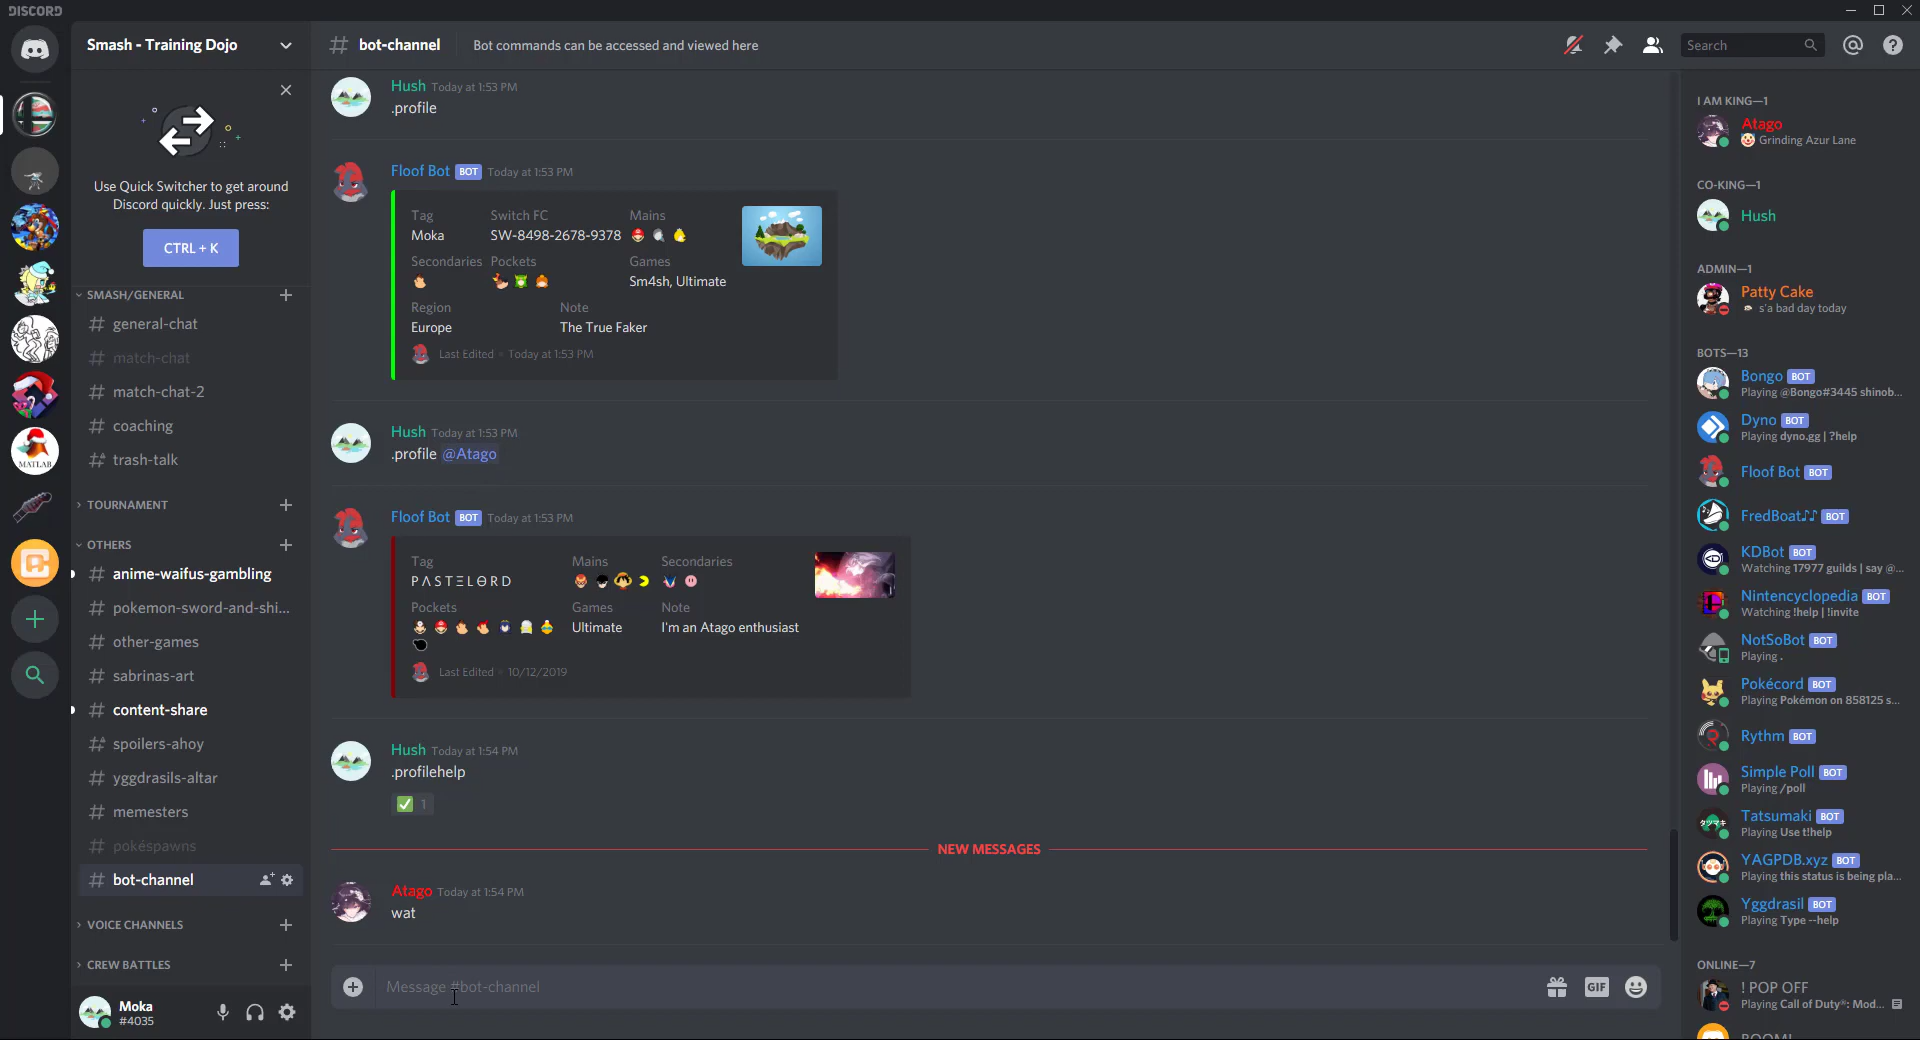 DISCORD
Smash - Training Dojo
Use Quick Switcher to get around
Discord quickly. Just press:
CTRL + K
SMASH/GENERAL
general-chat
match-chat
match-chat-2
coaching
trash-talk
TOURNAMENT
OTHERS
anime-waifus-gambling
pokemon-sword-and-shi...
other-games
sabrinas-art
content-share
spoilers-ahoy
yggdrasils-altar
memesters
pokéspawns
bot-channel
VOICE CHANNELS
CREW BATTLES
Moka
#4035
MATLAB
# bot-channel
Bot commands can be accessed and viewed here
Search
Hush Today at 1:53 PM
.profile
Floof Bot BOT Today at 1:53 PM
Tag Switch FC Mains
Moka SW-8498-2678-9378
Secondaries Pockets Games
Sm4sh, Ultimate
Region Note
Europe The True Faker
Last Edited • Today at 1:53 PM
Hush Today at 1:53 PM
.profile @Atago
Floof Bot BOT Today at 1:53 PM
Tag Mains Secondaries
PΛSTΞLΘRD
Pockets Games Note
Ultimate I'm an Atago enthusiast
Last Edited • 10/12/2019
Hush Today at 1:54 PM
.profilehelp
1
NEW MESSAGES
Atago Today at 1:54 PM
wat
Message #bot-channel
GIF
I AM KING—1
Atago
Grinding Azur Lane
CO-KING—1
Hush
ADMIN—1
Patty Cake
s'a bad day today
BOTS—13
Bongo BOT
Playing @Bongo#3445 shinob...
Dyno BOT
Playing dyno.gg | ?help
Floof Bot BOT
FredBoat♪♪ BOT
KDBot BOT
Watching 17977 guilds | say @...
Nintencyclopedia BOT
Watching !help | !invite
NotSoBot BOT
Playing .
Pokécord BOT
Playing Pokémon on 858125 s...
Rythm BOT
Simple Poll BOT
Playing /poll
Tatsumaki BOT
Playing Use t!help
タツマキ
YAGPDB.xyz BOT
Playing this status is being pla...
Yggdrasil BOT
Playing Type --help
ONLINE—7
! POP OFF
Playing Call of Duty®: Mod...
BOOM!